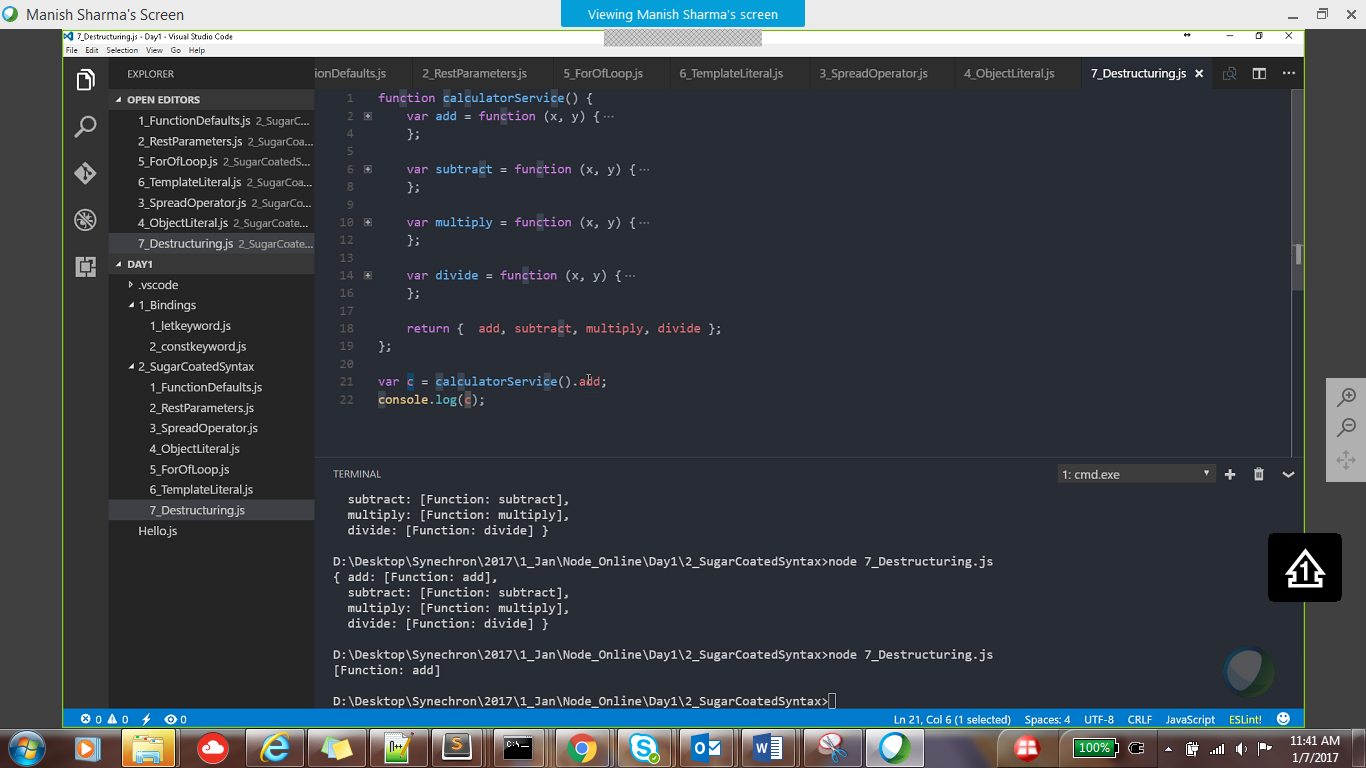 Manish Sharma's Screen
Viewing Manish Sharma's screen
7_Destructuring.js - Day1 - Visual Studio Code
File Edit Selection View Go Help
EXPLORER
ionDefaults.js 2_RestParameters.js 5_ForOfLoop.js 6_TemplateLiteral.js 3_SpreadOperator.js 4_ObjectLiteral.js 7_Destructuring.js
OPEN EDITORS
1_FunctionDefaults.js 2_SugarC...
2_RestParameters.js 2_SugarCoa...
5_ForOfLoop.js 2_SugarCoatedS...
6_TemplateLiteral.js 2_SugarCoa...
3_SpreadOperator.js 2_SugarCo...
4_ObjectLiteral.js 2_SugarCoate...
7_Destructuring.js 2_SugarCoate...
DAY1
.vscode
1_Bindings
1_letkeyword.js
2_constkeyword.js
2_SugarCoatedSyntax
1_FunctionDefaults.js
2_RestParameters.js
3_SpreadOperator.js
4_ObjectLiteral.js
5_ForOfLoop.js
6_TemplateLiteral.js
7_Destructuring.js
Hello.js
1 function calculatorService() {
2 var add = function (x, y) {...
4 };
5
6 var subtract = function (x, y) {...
8 };
9
10 var multiply = function (x, y) {...
12 };
13
14 var divide = function (x, y) {...
16 };
17
18 return {  add, subtract, multiply, divide };
19 };
20
21 var c = calculatorService().add;
22 console.log(c);
TERMINAL
1: cmd.exe
subtract: [Function: subtract],
multiply: [Function: multiply],
divide: [Function: divide] }
D:\Desktop\Synechron\2017\1_Jan\Node_Online\Day1\2_SugarCoatedSyntax>node 7_Destructuring.js
{ add: [Function: add],
subtract: [Function: subtract],
multiply: [Function: multiply],
divide: [Function: divide] }
D:\Desktop\Synechron\2017\1_Jan\Node_Online\Day1\2_SugarCoatedSyntax>node 7_Destructuring.js
[Function: add]
D:\Desktop\Synechron\2017\1_Jan\Node_Online\Day1\2_SugarCoatedSyntax>
1
0 0 0
Ln 21, Col 6 (1 selected) Spaces: 4 UTF-8 CRLF JavaScript ESLint!
100%
11:41 AM
1/7/2017